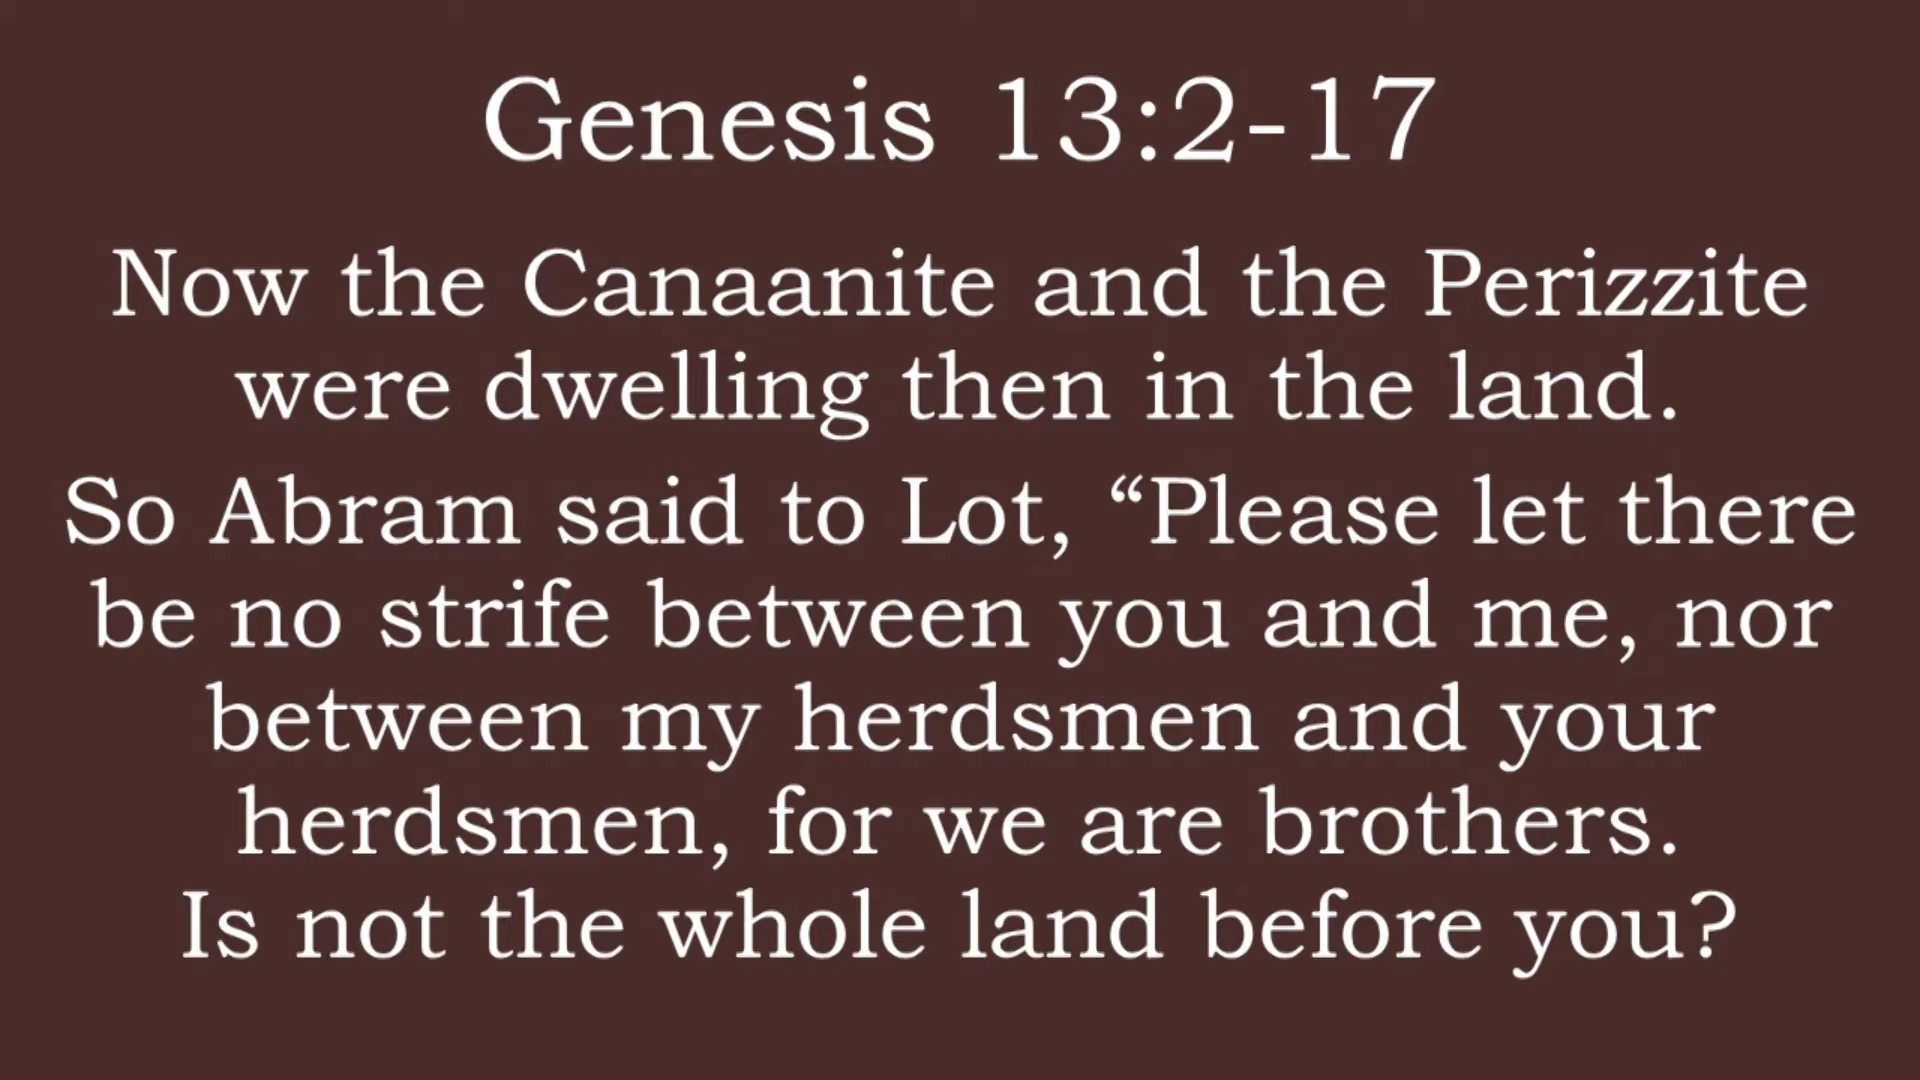 Genesis 13:2-17
Now the Canaanite and the Perizzite
were dwelling then in the land.
So Abram said to Lot, “Please let there
be no strife between you and me, nor
between my herdsmen and your
herdsmen, for we are brothers.
Is not the whole land before you?